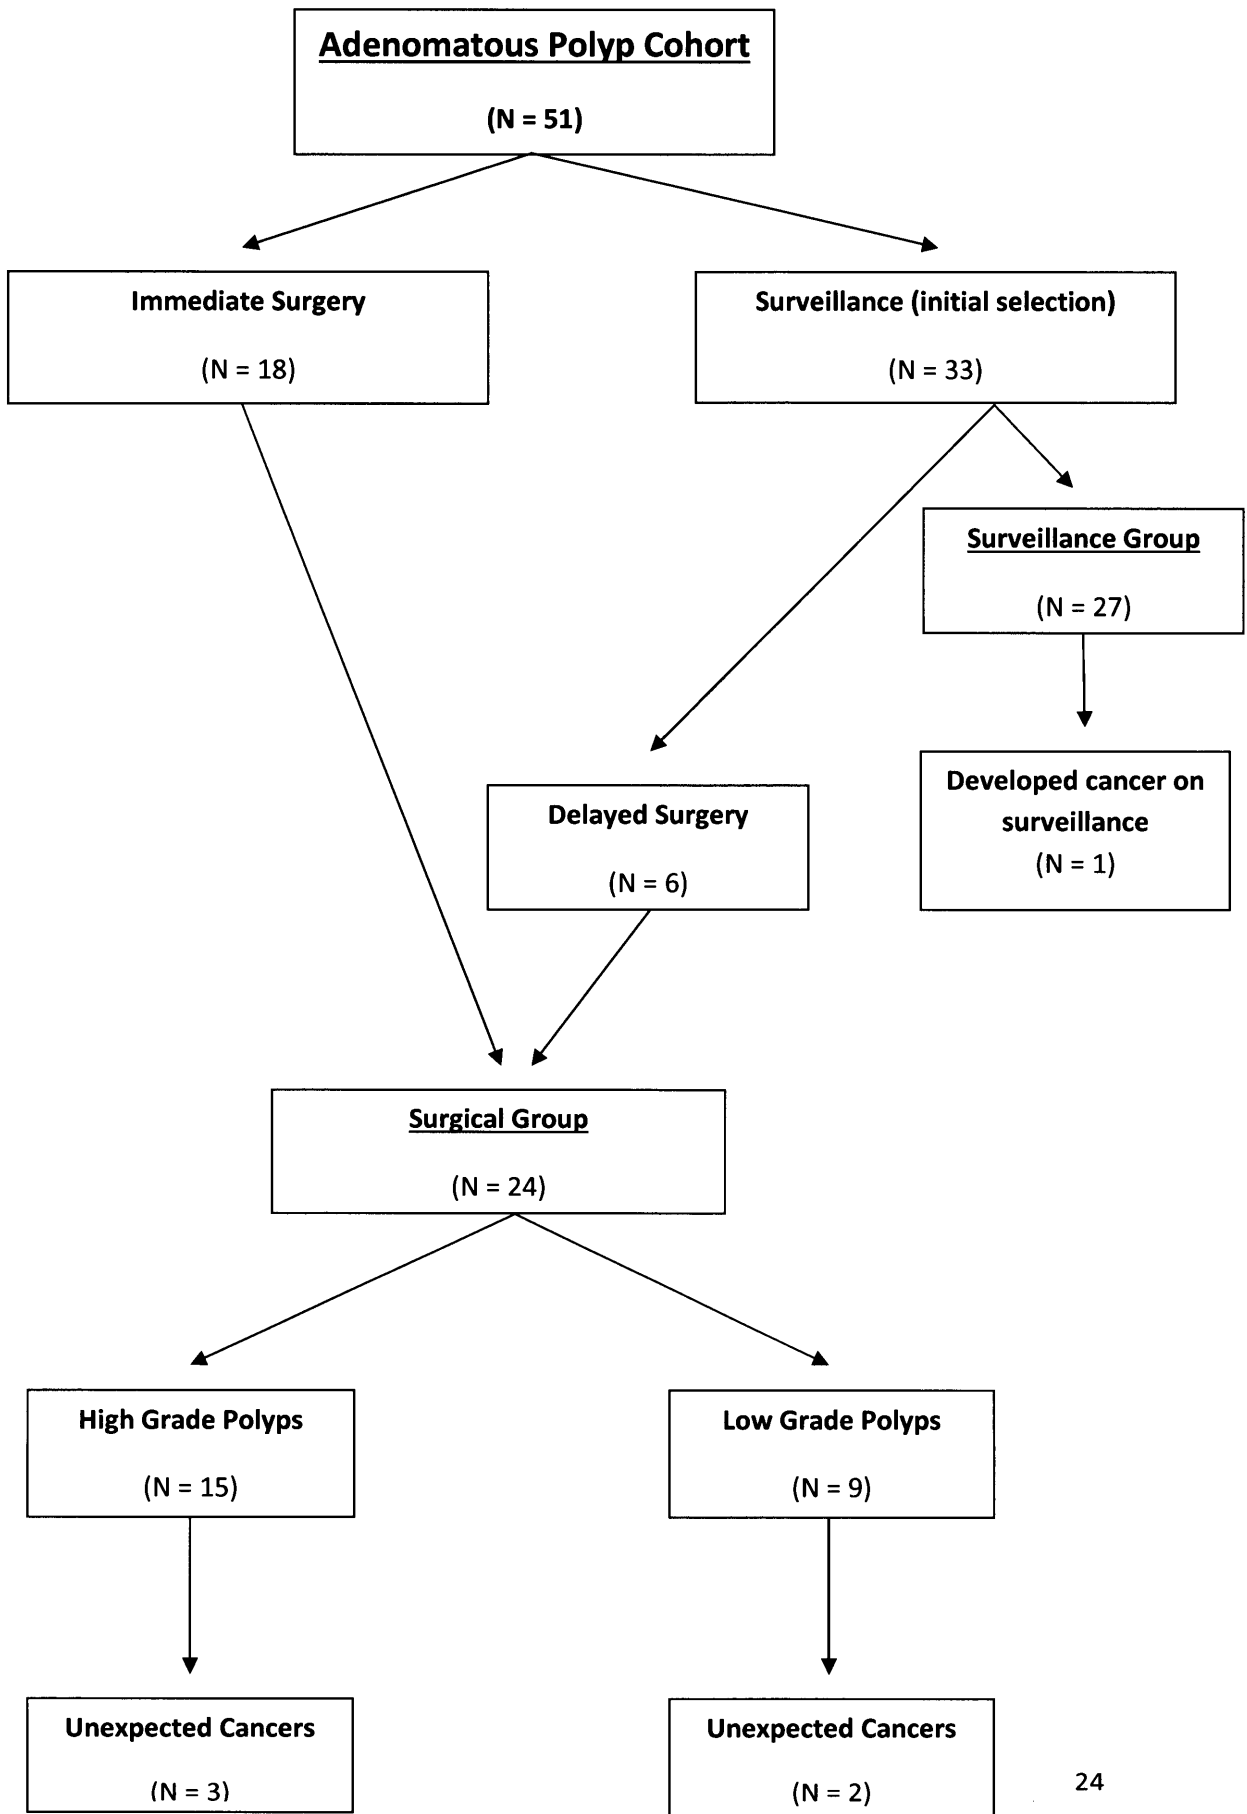 Adenomatous Polyp Cohort
(N = 51)
Immediate Surgery
(N = 18)
Surveillance (initial selection)
(N = 33)
Surveillance Group
(N = 27)
Developed cancer on
surveillance
(N = 1)
Delayed Surgery
(N = 6)
Surgical Group
(N = 24)
High Grade Polyps
(N = 15)
Low Grade Polyps
(N = 9)
Unexpected Cancers
(N = 3)
Unexpected Cancers
(N = 2)
24